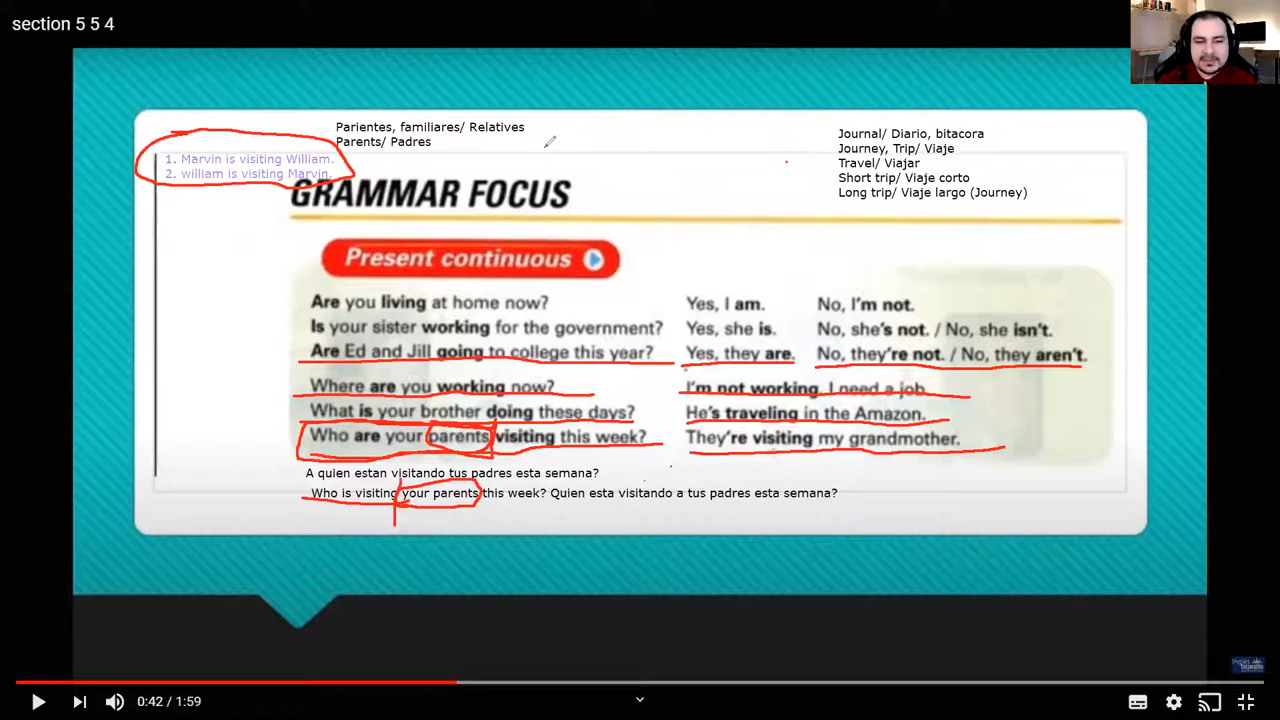 section 5 5 4
Parientes, familiares/ Relatives
Parents/ Padres
Journal/ Diario, bitacora
Journey, Trip/ Viaje
Travel/ Viajar
Short trip/ Viaje corto
Long trip/ Viaje largo (Journey)
1. Marvin is visiting William.
2. william is visiting Marvin.
GRAMMAR FOCUS
Present continuous
Are you living at home now? Yes, I am. No, I'm not.
Is your sister working for the government? Yes, she is. No, she's not. / No, she isn't.
Are Ed and Jill going to college this year? Yes, they are. No, they're not. / No, they aren't.
Where are you working now? I'm not working. I need a job.
What is your brother doing these days? He's traveling in the Amazon.
Who are your parents visiting this week? They're visiting my grandmother.
A quien estan visitando tus padres esta semana?
Who is visiting your parents this week? Quien esta visitando a tus padres esta semana?
0:42 / 1:59